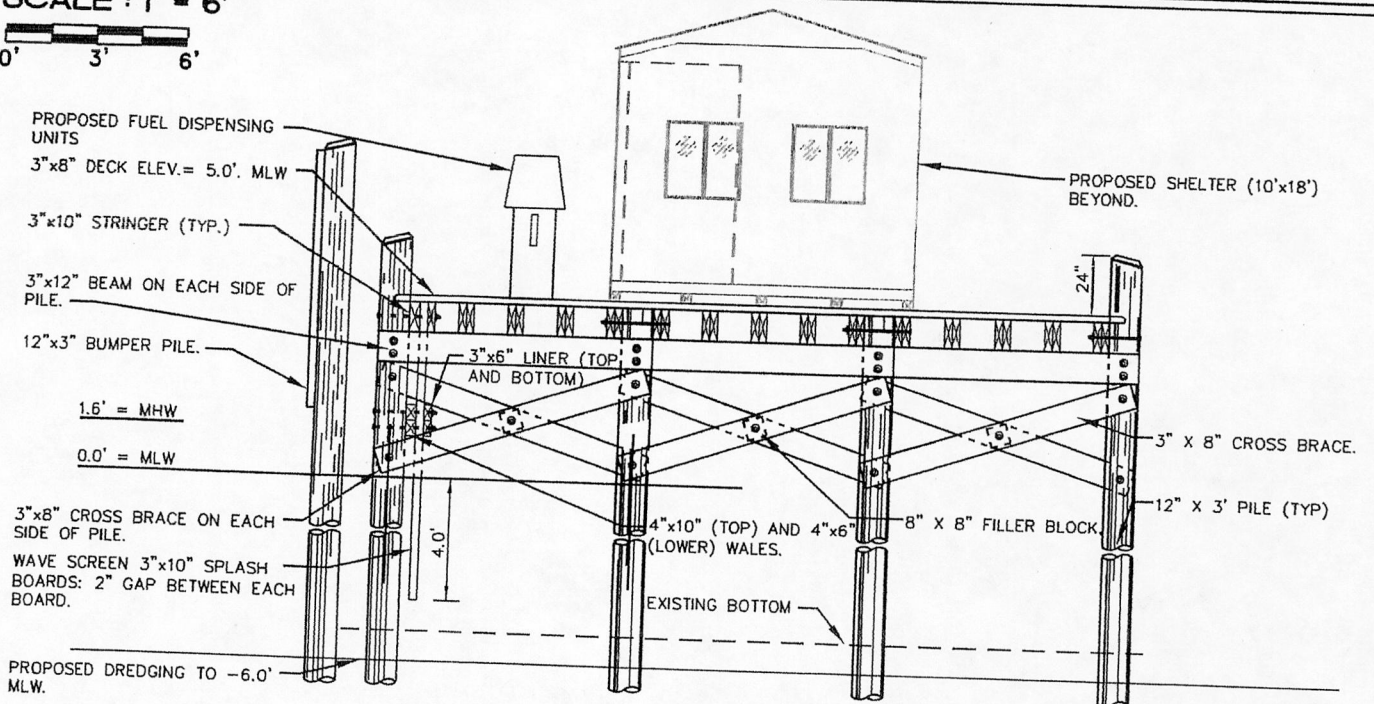 SCALE : 1" = 6'
0' 3' 6'
PROPOSED FUEL DISPENSING
UNITS
3"x8" DECK ELEV.= 5.0'. MLW
3"x10" STRINGER (TYP.)
3"x12" BEAM ON EACH SIDE OF
PILE.
12"x3" BUMPER PILE.
1.6' = MHW
0.0' = MLW
3"x8" CROSS BRACE ON EACH
SIDE OF PILE.
WAVE SCREEN 3"x10" SPLASH
BOARDS: 2" GAP BETWEEN EACH
BOARD.
PROPOSED DREDGING TO -6.0'
MLW.
3"x6" LINER (TOP
AND BOTTOM)
4.0'
4"x10" (TOP) AND 4"x6"
(LOWER) WALES.
EXISTING BOTTOM
8" X 8" FILLER BLOCK.
PROPOSED SHELTER (10'x18')
BEYOND.
24"
3" X 8" CROSS BRACE.
12" X 3' PILE (TYP)